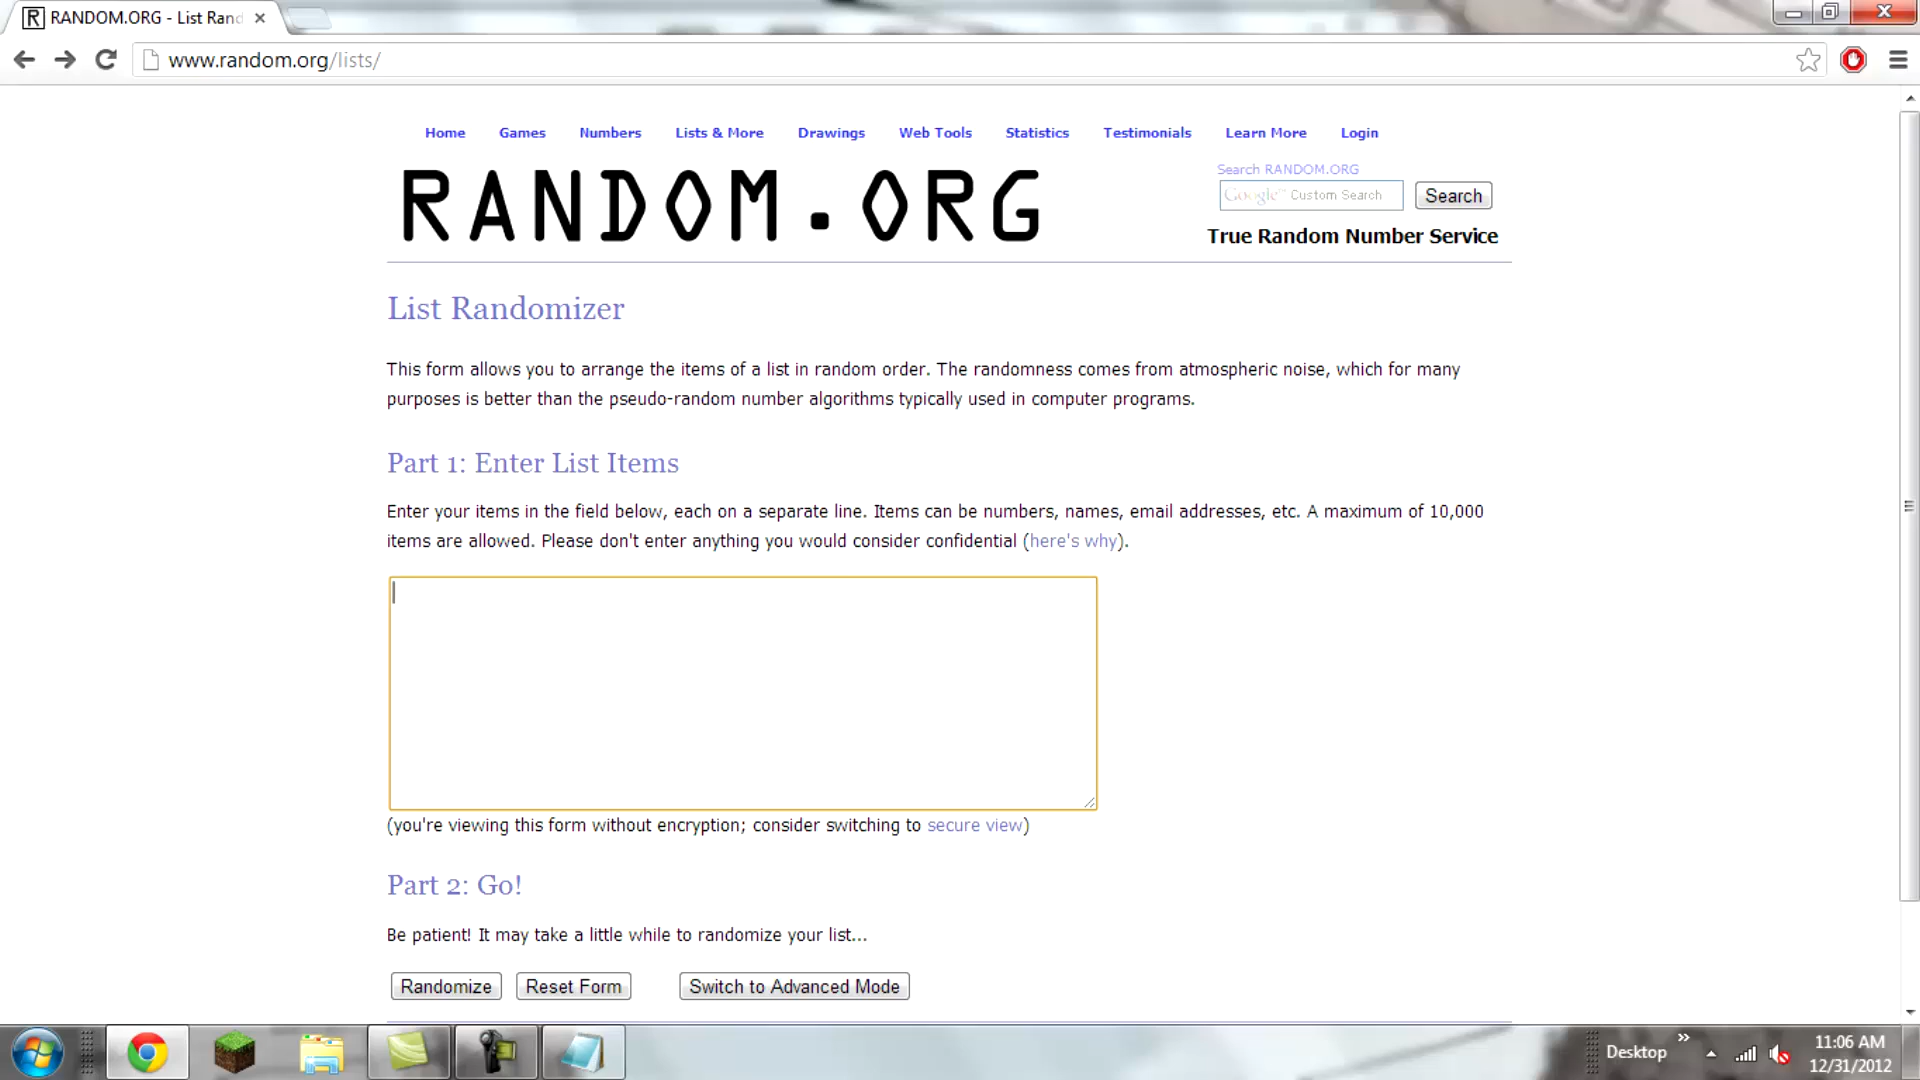 RANDOM.ORG - List Ran
www.random.org/lists/
Home Games Numbers Lists & More Drawings Web Tools Statistics Testimonials Learn More Login
RANDOM.ORG
Search RANDOM.ORG
Google™ Custom Search
Search
True Random Number Service
List Randomizer
This form allows you to arrange the items of a list in random order. The randomness comes from atmospheric noise, which for many
purposes is better than the pseudo-random number algorithms typically used in computer programs.
Part 1: Enter List Items
Enter your items in the field below, each on a separate line. Items can be numbers, names, email addresses, etc. A maximum of 10,000
items are allowed. Please don't enter anything you would consider confidential (here's why).
(you're viewing this form without encryption; consider switching to secure view)
Part 2: Go!
Be patient! It may take a little while to randomize your list...
Randomize Reset Form Switch to Advanced Mode
Desktop
11:06 AM
12/31/2012